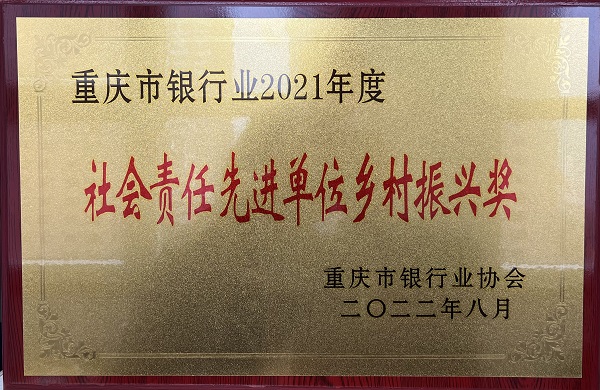 重庆市银行业2021年度
社会责任先进单位乡村振兴奖
重庆市银行业协会
二〇二二年八月